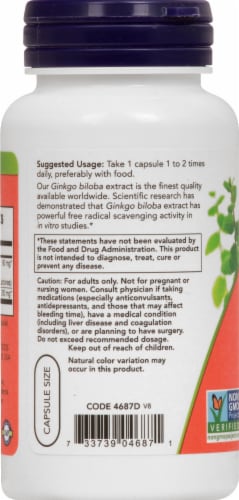 Suggested Usage: Take 1 capsule 1 to 2 times
daily, preferably with food.
Our Ginkgo biloba extract is the finest quality
available worldwide. Scientific research has
demonstrated that Ginkgo biloba extract has
powerful free radical scavenging activity in
in vitro studies.*
*These statements have not been evaluated by
the Food and Drug Administration. This product
is not intended to diagnose, treat, cure or
prevent any disease.
Caution: For adults only. Not for pregnant or
nursing women. Consult physician if taking
medications (especially anticonvulsants,
antidepressants, and those that may affect
bleeding time), have a medical condition
(including liver disease and coagulation
disorders), or are planning to have surgery.
Do not exceed recommended dosage.
Keep out of reach of children.
Natural color variation may
occur in this product.
CAPSULE SIZE
CODE 4687D V8
7 33739 04687 1
NON
GMO
VERIFIED